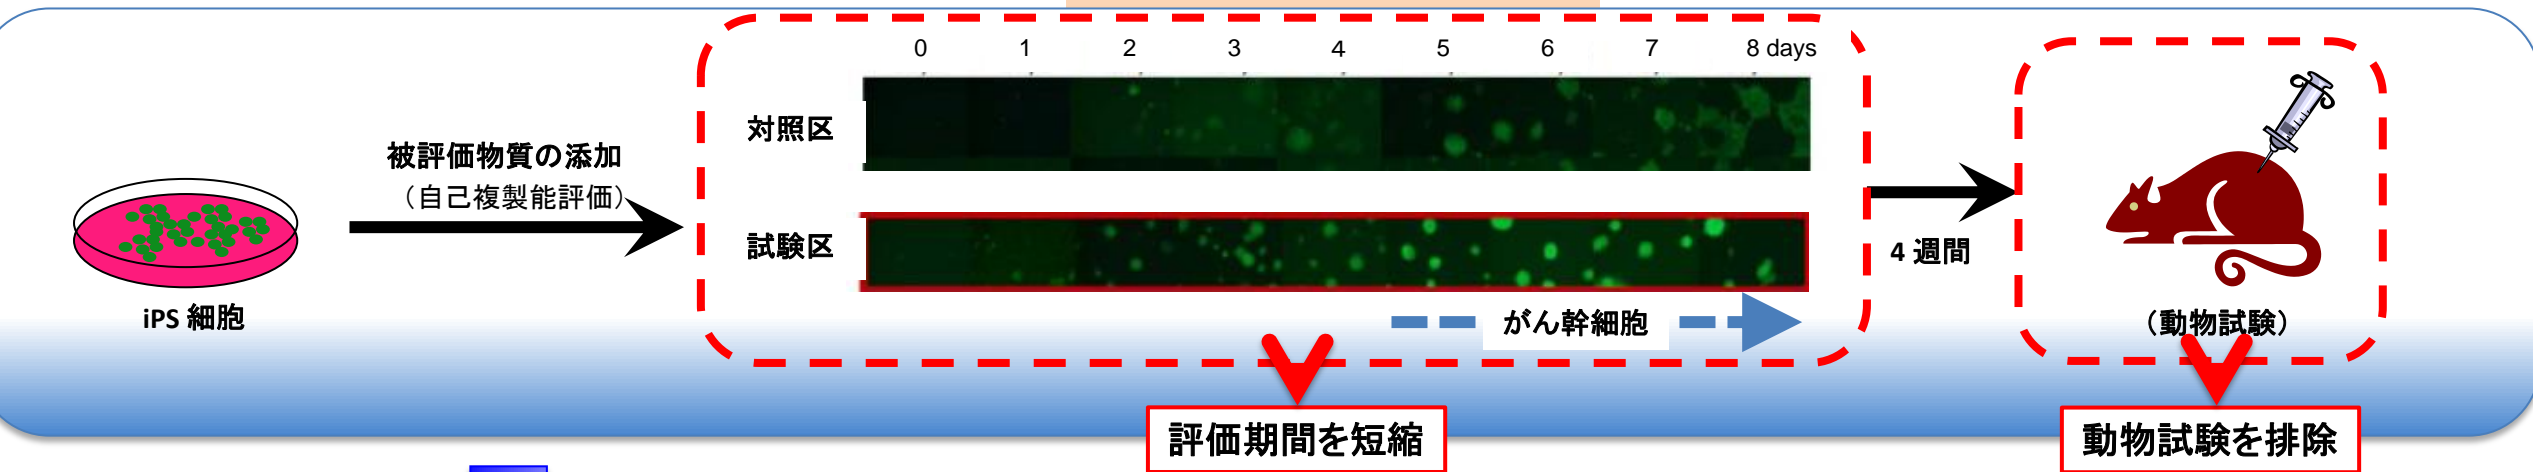 0 1 2 3 4 5 6 7 8 days
対照区
被評価物質の添加
（自己複製能評価）
試験区
4 週間
iPS 細胞
がん幹細胞
（動物試験）
評価期間を短縮
動物試験を排除